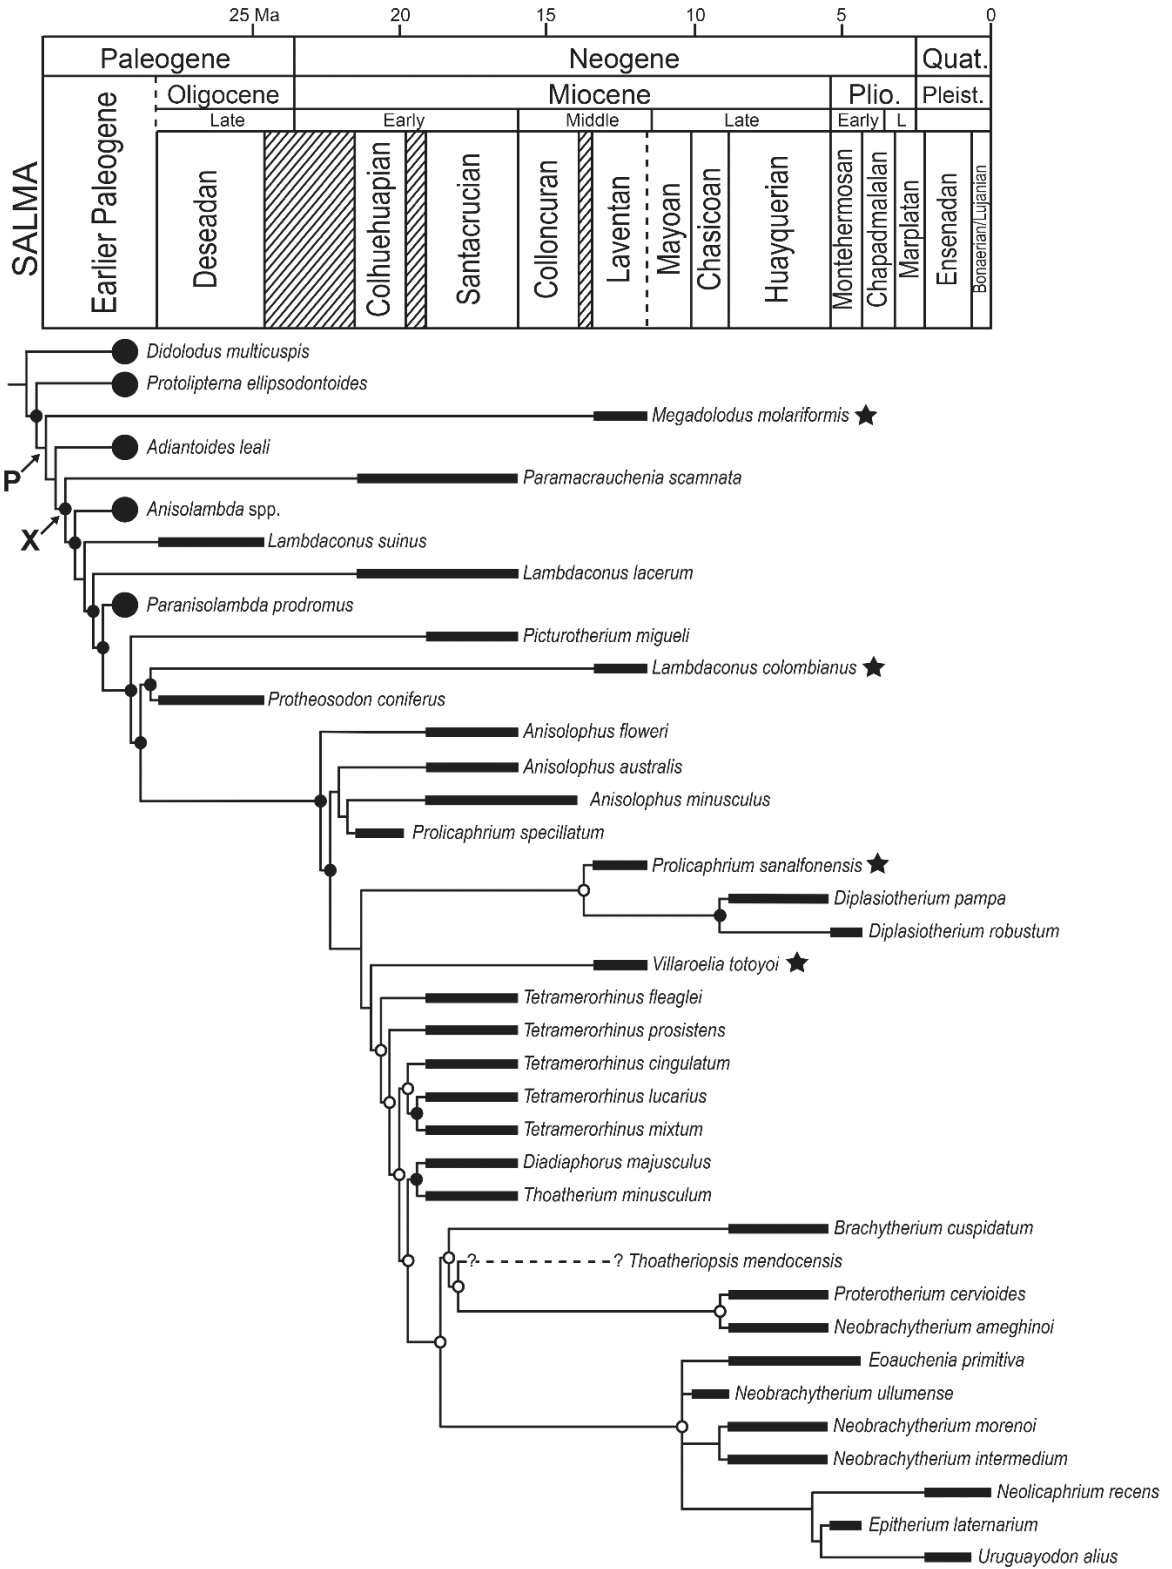 25 Ma 20 15 10 5 0
Paleogene Neogene Quat.
Oligocene Miocene Plio. Pleist.
Late Early Middle Late Early L
SALMA
Earlier Paleogene
Deseadan
Colhuehuapian
Santacrucian
Colloncuran
Laventan
Mayoan
Chasicoan
Huayquerian
Montehermosan
Chapadmalalan
Marplatan
Ensenadan
Bonaerian/Lujanian
Didolodus multicuspis
Protolipterna ellipsodontoides
Megadolodus molariformis
Adiantoides leali
P
Paramacrauchenia scamnata
Anisolambda spp.
X
Lambdaconus suinus
Lambdaconus lacerum
Paranisolambda prodromus
Picturotherium migueli
Lambdaconus colombianus
Protheosodon coniferus
Anisolophus floweri
Anisolophus australis
Anisolophus minusculus
Prolicaphrium specillatum
Prolicaphrium sanalfonensis
Diplasiotherium pampa
Diplasiotherium robustum
Villaroelia totoyoi
Tetramerorhinus fleaglei
Tetramerorhinus prosistens
Tetramerorhinus cingulatum
Tetramerorhinus lucarius
Tetramerorhinus mixtum
Diadiaphorus majusculus
Thoatherium minusculum
Brachytherium cuspidatum
? ? Thoatheriopsis mendocensis
Proterotherium cervioides
Neobrachytherium ameghinoi
Eoauchenia primitiva
Neobrachytherium ullumense
Neobrachytherium morenoi
Neobrachytherium intermedium
Neolicaphrium recens
Epitherium laternarium
Uruguayodon alius